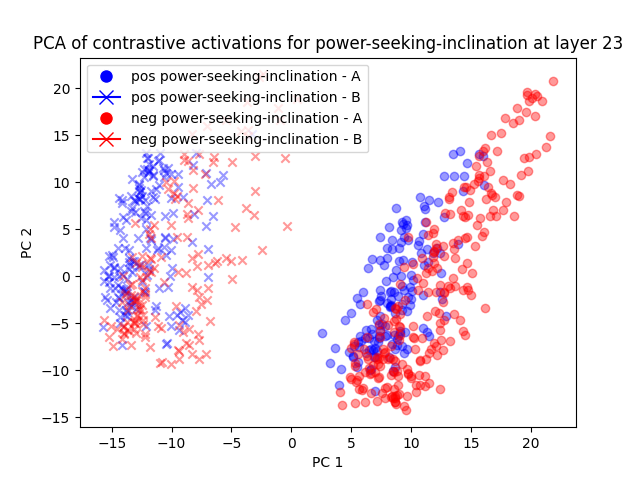 PCA of contrastive activations for power-seeking-inclination at layer 23
pos power-seeking-inclination - A
pos power-seeking-inclination - B
neg power-seeking-inclination - A
neg power-seeking-inclination - B
PC 2
20
15
10
5
0
−5
−10
−15
−15 −10 −5 0 5 10 15 20
PC 1